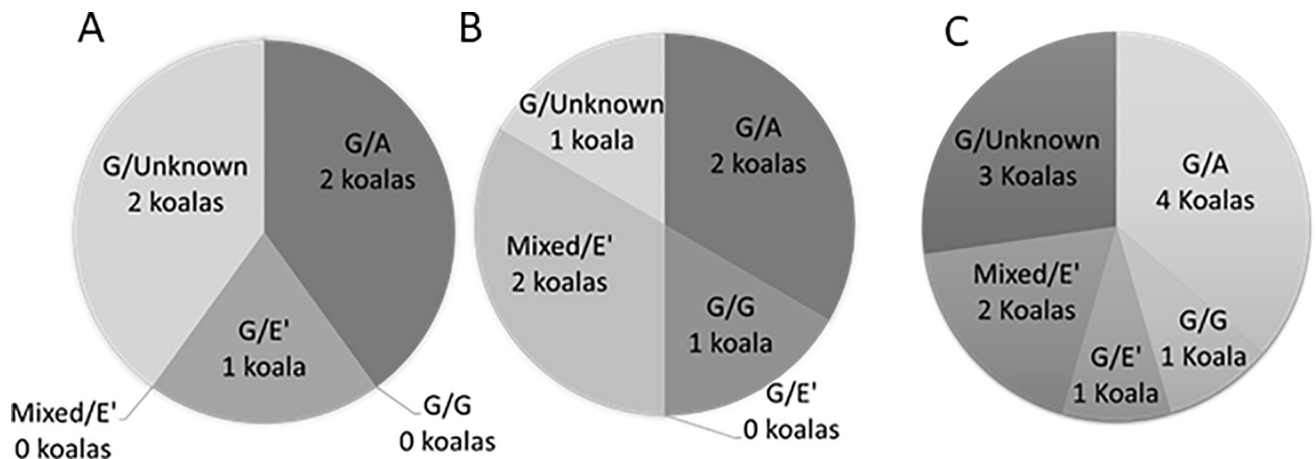 A
G/Unknown
2 koalas
G/A
2 koalas
G/E'
1 koala
Mixed/E'
0 koalas
G/G
0 koalas
B
G/Unknown
1 koala
G/A
2 koalas
Mixed/E'
2 koalas
G/G
1 koala
G/E'
0 koalas
C
G/Unknown
3 Koalas
G/A
4 Koalas
Mixed/E'
2 Koalas
G/E'
1 Koala
G/G
1 Koala